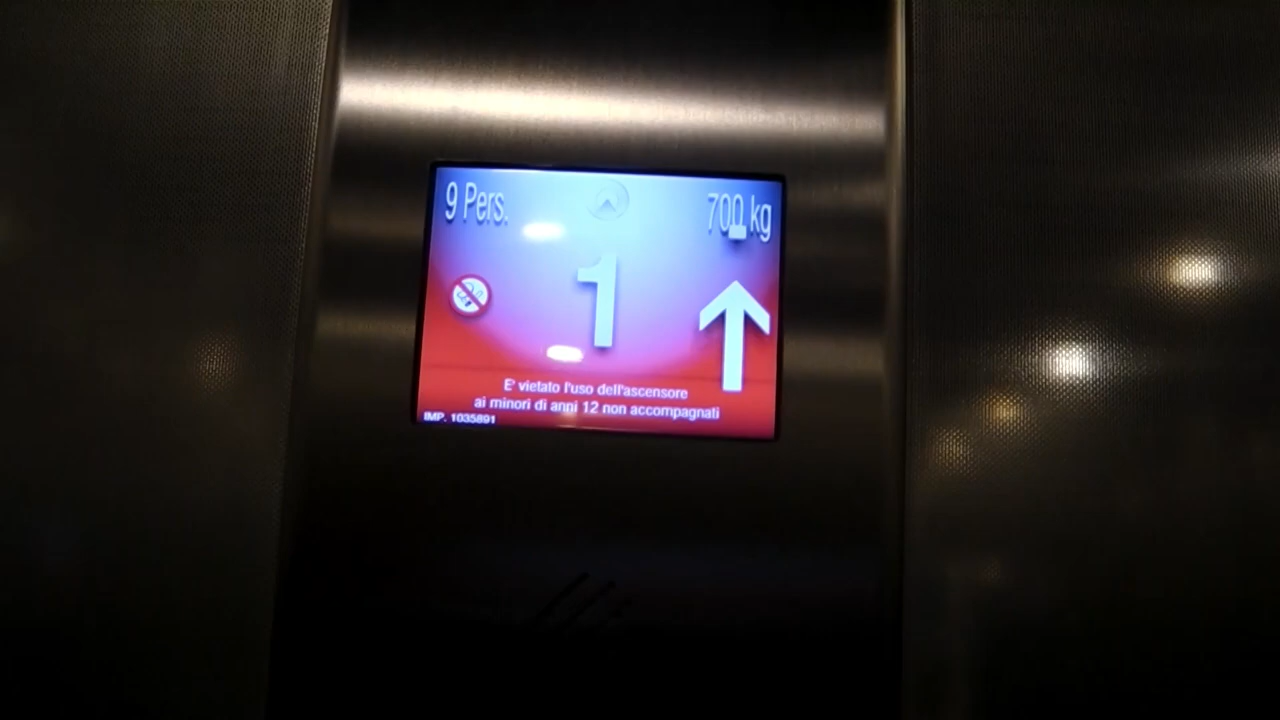 9 Pers.
700 kg
1
E' vietato l'uso dell'ascensore
ai minori di anni 12 non accompagnati
IMP. 1035891